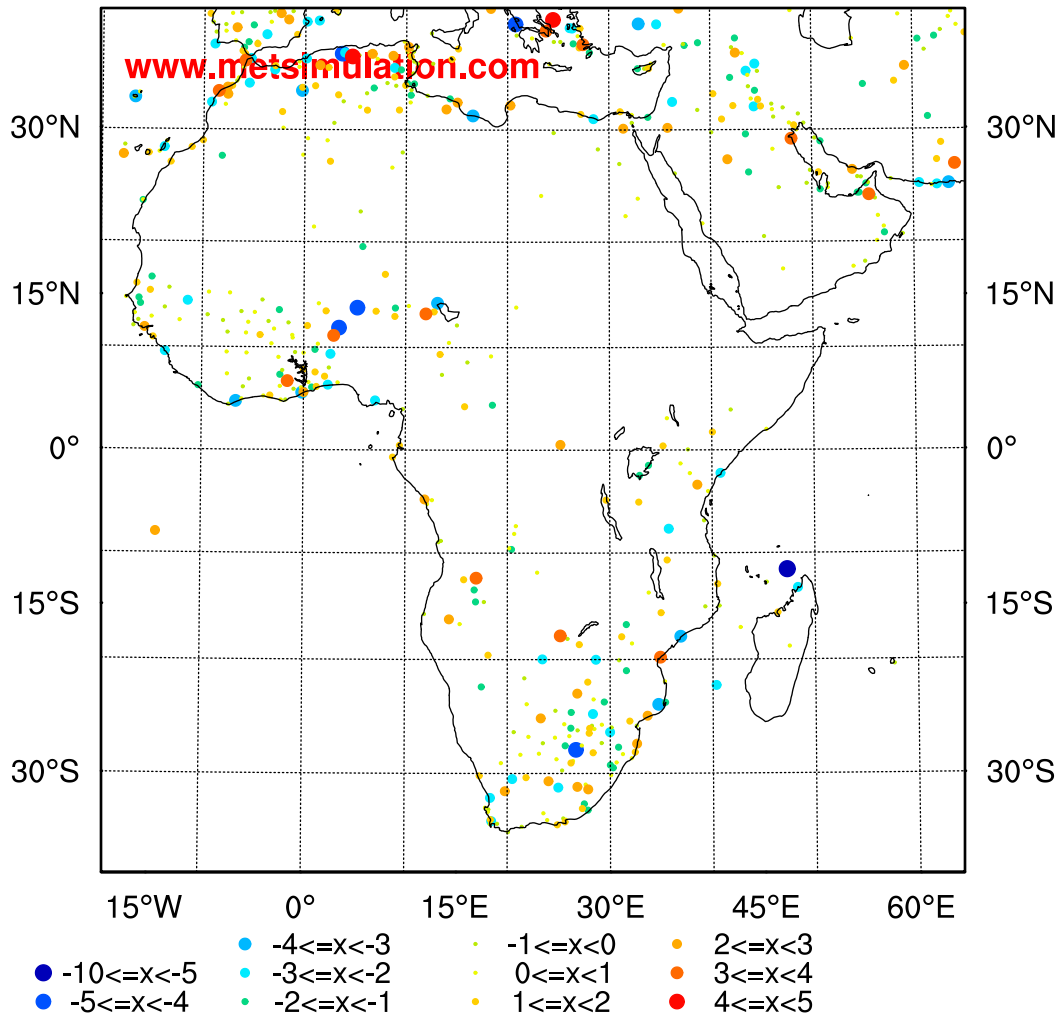 www.metsimulation.com
30°N 30°N
15°N 15°N
0° 0°
15°S 15°S
30°S 30°S
15°W 0° 15°E 30°E 45°E 60°E
-4<=x<-3 -1<=x<0 2<=x<3
-10<=x<-5 -3<=x<-2 0<=x<1 3<=x<4
-5<=x<-4 -2<=x<-1 1<=x<2 4<=x<5